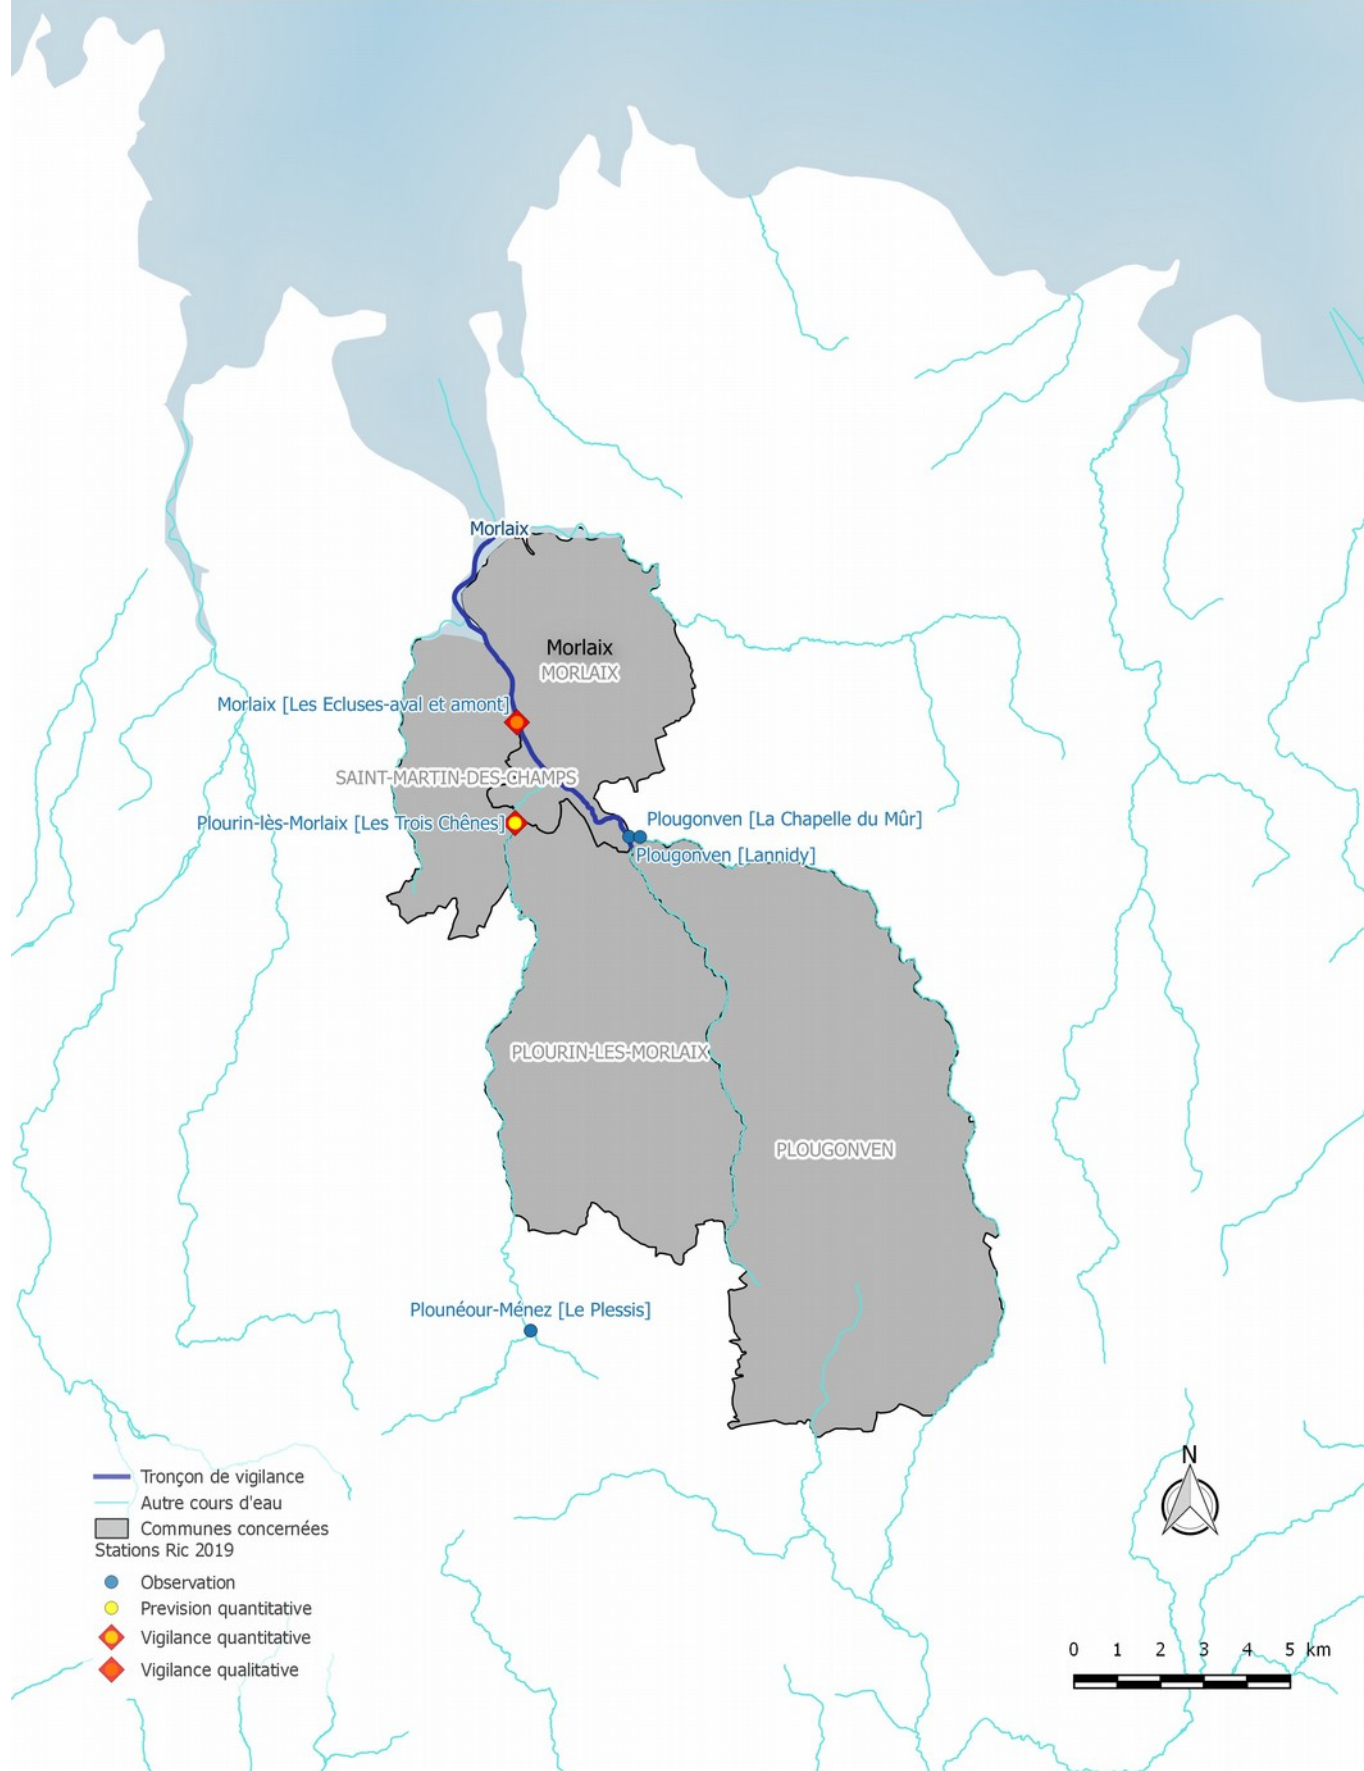 Morlaix
Morlaix
MORLAIX
Morlaix [Les Ecluses-aval et amont]
SAINT-MARTIN-DES-CHAMPS
Plourin-lès-Morlaix [Les Trois Chênes]
Plougonven [La Chapelle du Mûr]
Plougonven [Lannidy]
PLOURIN-LES-MORLAIX
PLOUGONVEN
Plounéour-Ménez [Le Plessis]
N
Tronçon de vigilance
Autre cours d'eau
Communes concernées
Stations Ric 2019
Observation
Prevision quantitative
Vigilance quantitative
Vigilance qualitative
0 1 2 3 4 5 km